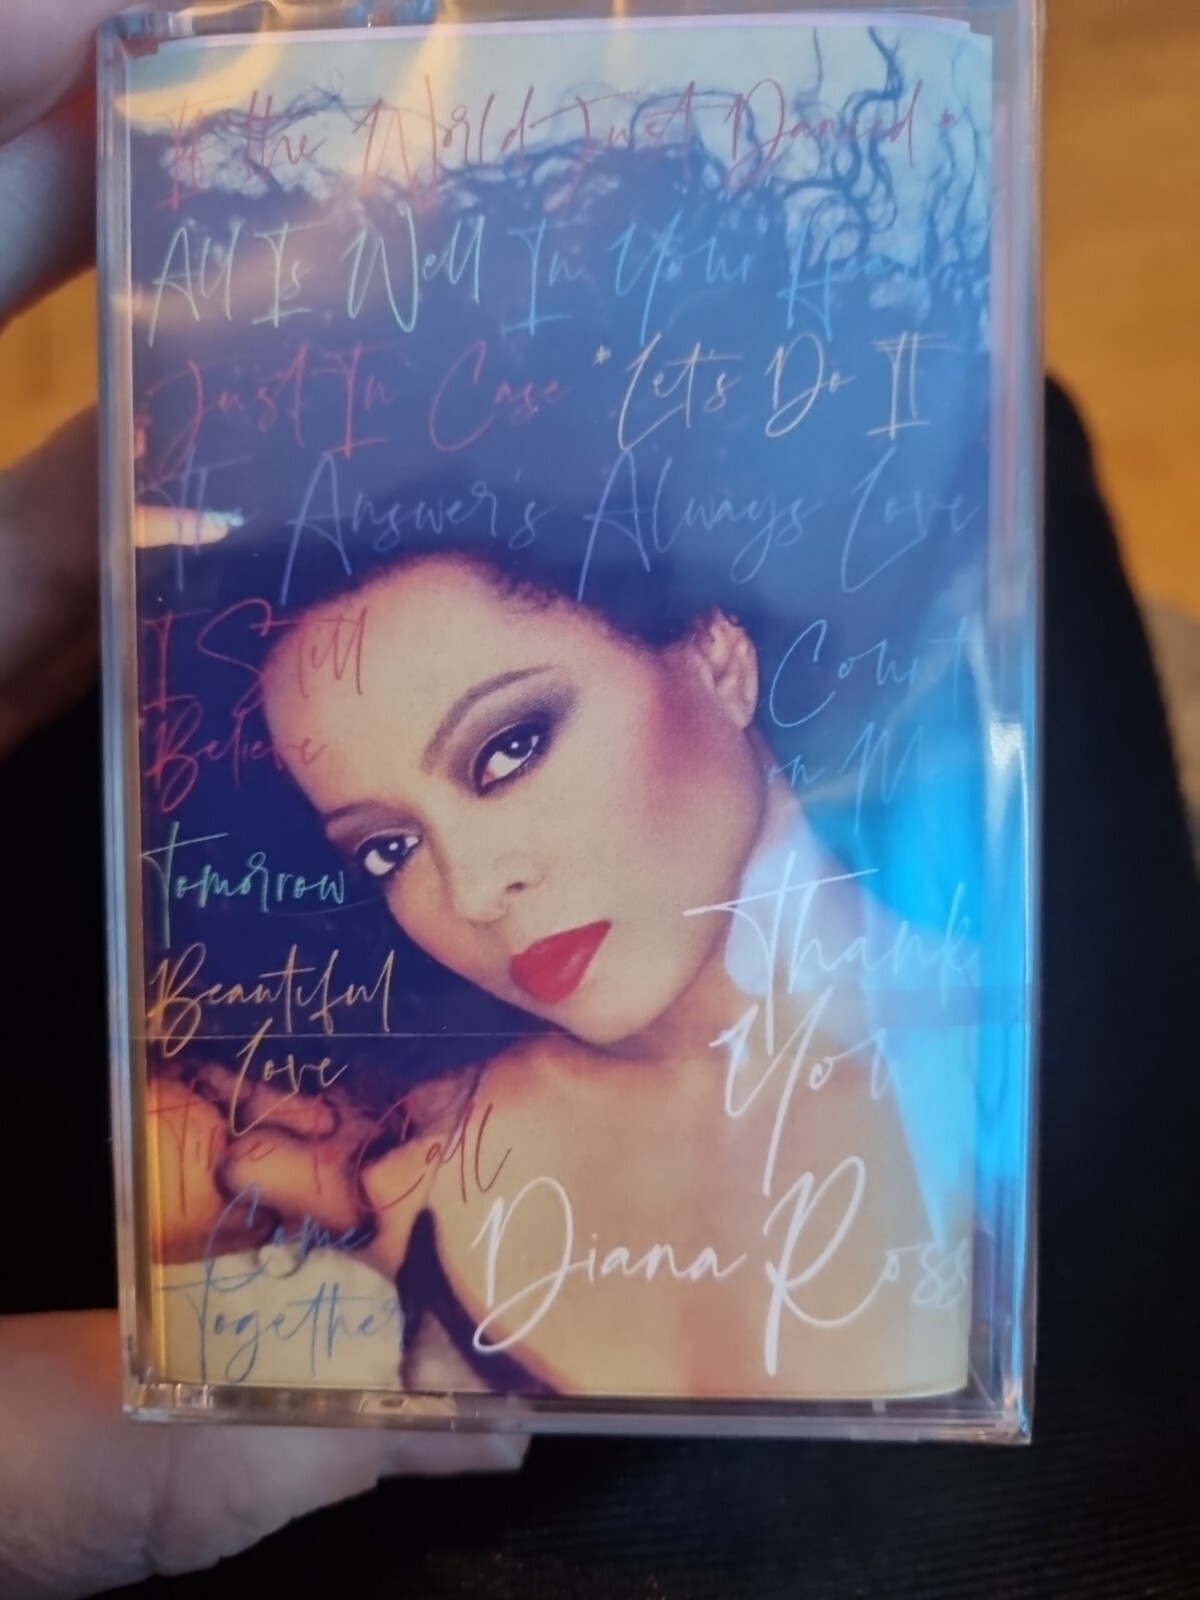 If the World Just Danced *
All Is Well In Your Heart
Just In Case * Let's Do It
The Answer's Always Love
I Still
Believe
Count
on Me
Tomorrow
Beautiful
Love
Thank
You
Time To Call
Come
Together
Diana Ross